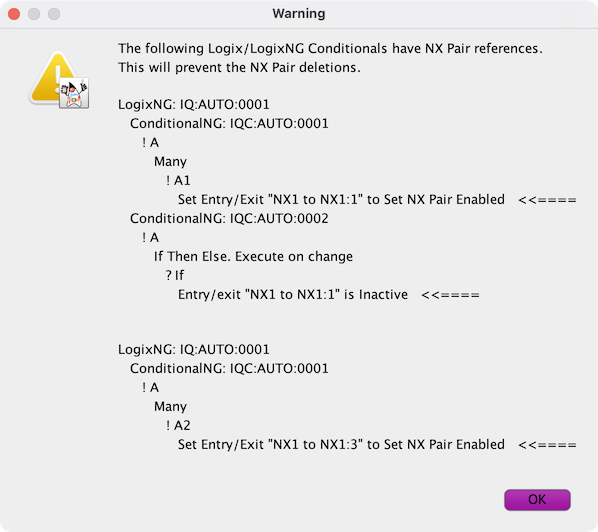 Warning
The following Logix/LogixNG Conditionals have NX Pair references.
This will prevent the NX Pair deletions.
LogixNG: IQ:AUTO:0001
ConditionalNG: IQC:AUTO:0001
! A
Many
! A1
Set Entry/Exit "NX1 to NX1:1" to Set NX Pair Enabled <<====
ConditionalNG: IQC:AUTO:0002
! A
If Then Else. Execute on change
? If
Entry/exit "NX1 to NX1:1" is Inactive <<====
LogixNG: IQ:AUTO:0001
ConditionalNG: IQC:AUTO:0001
! A
Many
! A2
Set Entry/Exit "NX1 to NX1:3" to Set NX Pair Enabled <<====
OK